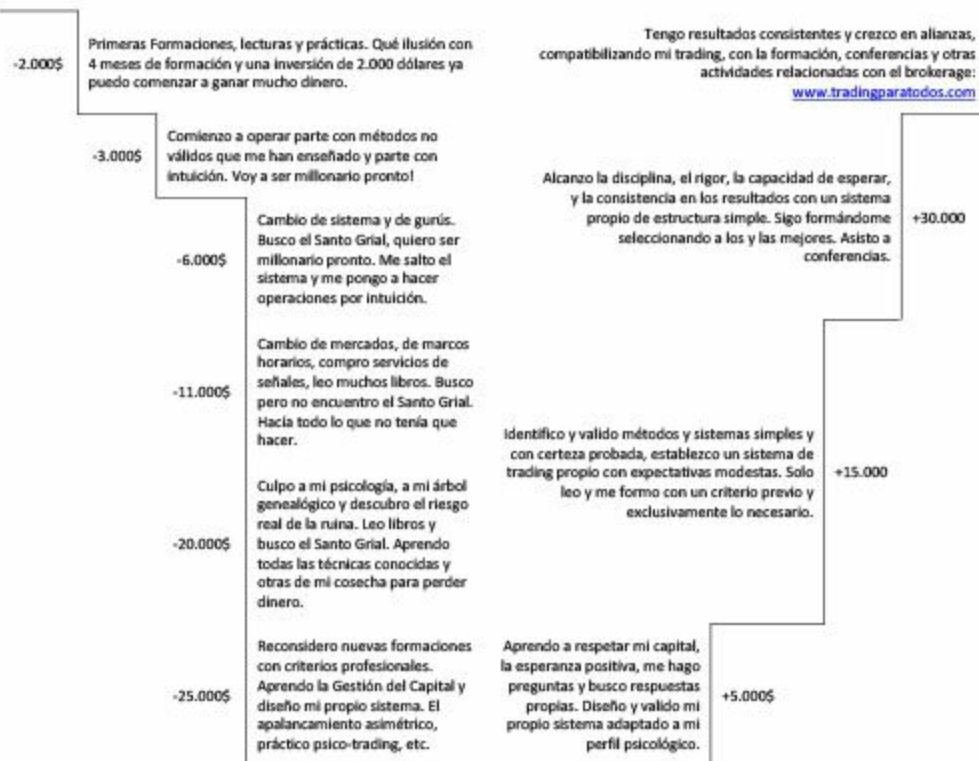 -2.000$
Primeras Formaciones, lecturas y prácticas. Qué ilusión con
4 meses de formación y una inversión de 2.000 dólares ya
puedo comenzar a ganar mucho dinero.
-3.000$
Comienzo a operar parte con métodos no
válidos que me han enseñado y parte con
intuición. Voy a ser millonario pronto!
-6.000$
Cambio de sistema y de gurús.
Busco el Santo Grial, quiero ser
millonario pronto. Me salto el
sistema y me pongo a hacer
operaciones por intuición.
-11.000$
Cambio de mercados, de marcos
horarios, compro servicios de
señales, leo muchos libros. Busco
pero no encuentro el Santo Grial.
Hacía todo lo que no tenía que
hacer.
-20.000$
Culpo a mi psicología, a mi árbol
genealógico y descubro el riesgo
real de la ruina. Leo libros y
busco el Santo Grial. Aprendo
todas las técnicas conocidas y
otras de mi cosecha para perder
dinero.
-25.000$
Reconsidero nuevas formaciones
con criterios profesionales.
Aprendo la Gestión del Capital y
diseño mi propio sistema. El
apalancamiento asimétrico,
práctico psico-trading, etc.
Tengo resultados consistentes y crezco en alianzas,
compatibilizando mi trading, con la formación, conferencias y otras
actividades relacionadas con el brokerage:
www.tradingparatodos.com
Alcanzo la disciplina, el rigor, la capacidad de esperar,
y la consistencia en los resultados con un sistema
propio de estructura simple. Sigo formándome
seleccionando a los y las mejores. Asisto a
conferencias.
+30.000
Identifico y valido métodos y sistemas simples y
con certeza probada, establezco un sistema de
trading propio con expectativas modestas. Solo
leo y me formo con un criterio previo y
exclusivamente lo necesario.
+15.000
Aprendo a respetar mi capital,
la esperanza positiva, me hago
preguntas y busco respuestas
propias. Diseño y valido mi
propio sistema adaptado a mi
perfil psicológico.
+5.000$